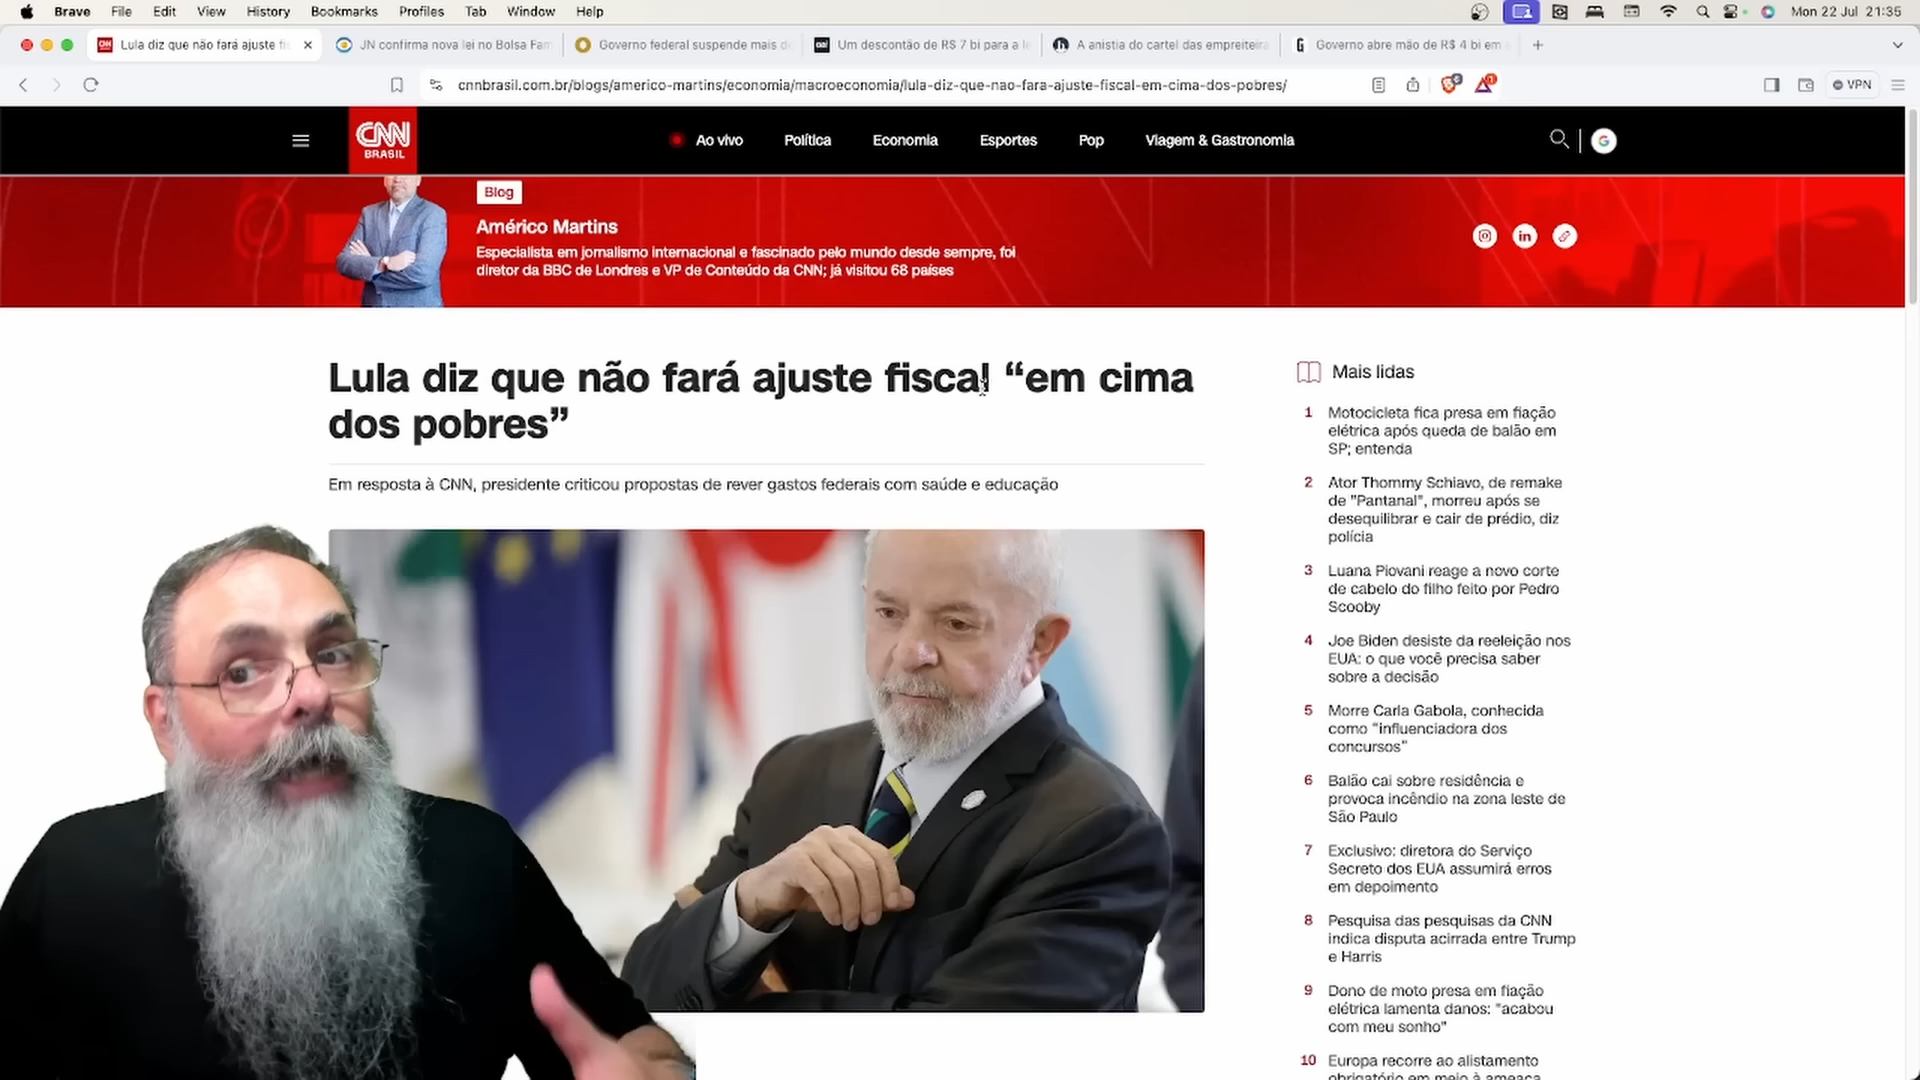 Brave File Edit View History Bookmarks Profiles Tab Window Help Mon 22 Jul 21:35
Lula diz que não fará ajuste fis JN confirma nova lei no Bolsa Fam Governo federal suspende mais d Um descontão de R$ 7 bi para a A anistia do cartel das empreiteira Governo abre mão de R$ 4 bi em
cnnbrasil.com.br/blogs/americo-martins/economia/macroeconomia/lula-diz-que-nao-fara-ajuste-fiscal-em-cima-dos-pobres/ VPN
CNN
BRASIL
Ao vivo Política Economia Esportes Pop Viagem & Gastronomia
Blog
Américo Martins
Especialista em jornalismo internacional e fascinado pelo mundo desde sempre, foi
diretor da BBC de Londres e VP de Conteúdo da CNN; já visitou 68 países
Lula diz que não fará ajuste fiscal “em cima
dos pobres”
Em resposta à CNN, presidente criticou propostas de rever gastos federais com saúde e educação
Mais lidas
1 Motocicleta fica presa em fiação
elétrica após queda de balão em
SP; entenda
2 Ator Thommy Schiavo, de remake
de "Pantanal", morreu após se
desequilibrar e cair de prédio, diz
polícia
3 Luana Piovani reage a novo corte
de cabelo do filho feito por Pedro
Scooby
4 Joe Biden desiste da reeleição nos
EUA: o que você precisa saber
sobre a decisão
5 Morre Carla Gabola, conhecida
como "influenciadora dos
concursos"
6 Balão cai sobre residência e
provoca incêndio na zona leste de
São Paulo
7 Exclusivo: diretora do Serviço
Secreto dos EUA assumirá erros
em depoimento
8 Pesquisa das pesquisas da CNN
indica disputa acirrada entre Trump
e Harris
9 Dono de moto presa em fiação
elétrica lamenta danos: "acabou
com meu sonho"
10 Europa recorre ao alistamento
obrigatório em meio à ameaça